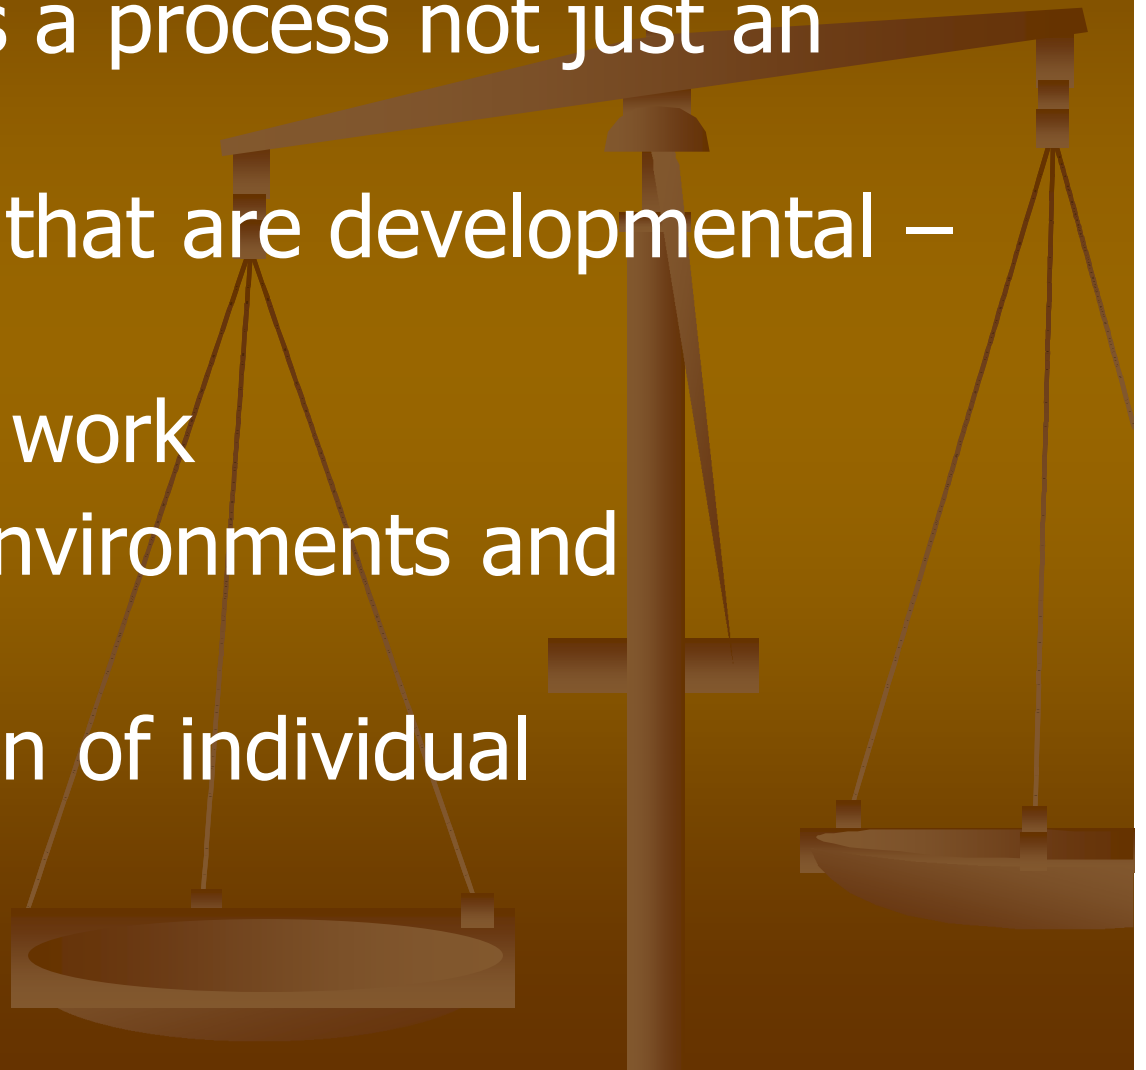 s a process not just an
that are developmental –
work
nvironments and
n of individual